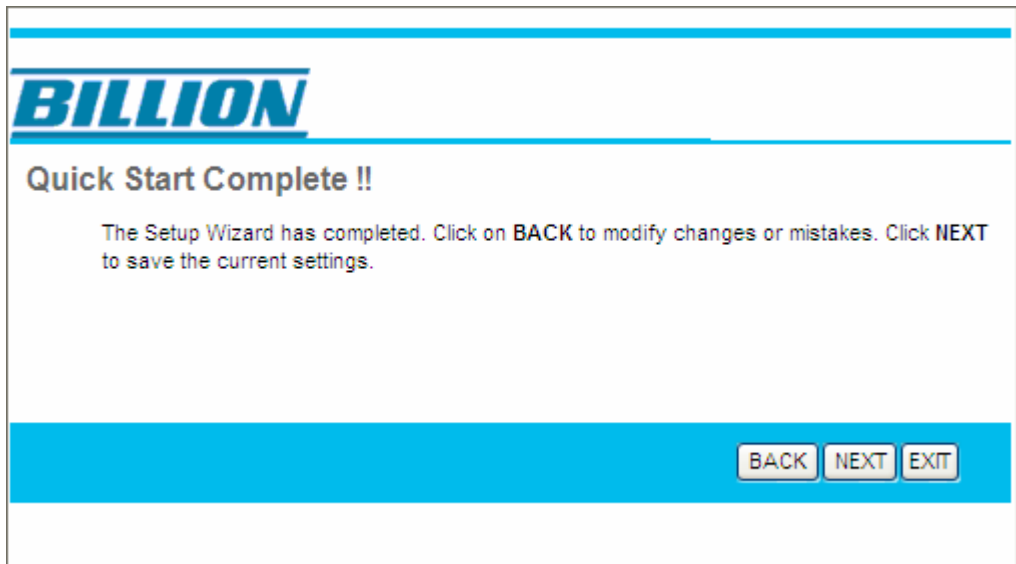 BILLION
Quick Start Complete !!
The Setup Wizard has completed. Click on BACK to modify changes or mistakes. Click NEXT
to save the current settings.
BACK NEXT EXIT